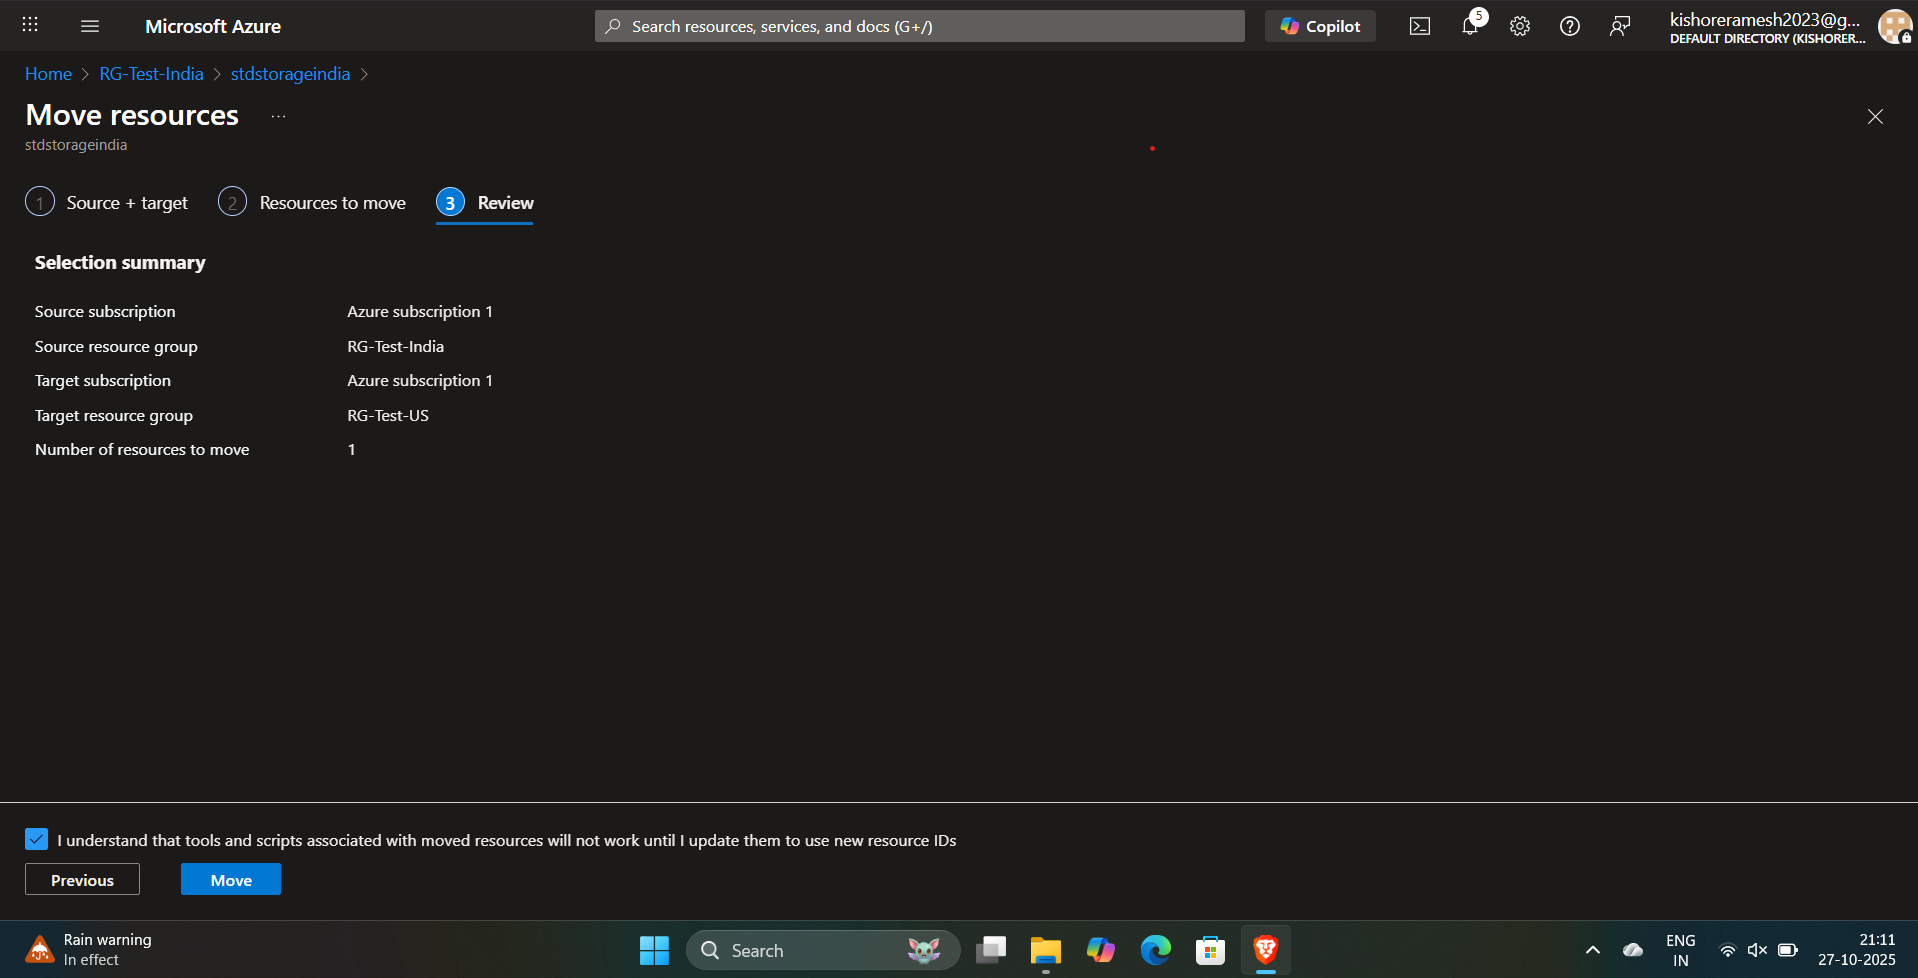 Microsoft Azure
Search resources, services, and docs (G+/)
Copilot
5
kishoreramesh2023@g...
DEFAULT DIRECTORY (KISHORER...
Home > RG-Test-India > stdstorageindia >
Move resources ...
stdstorageindia
1 Source + target 2 Resources to move 3 Review
Selection summary
Source subscription Azure subscription 1
Source resource group RG-Test-India
Target subscription Azure subscription 1
Target resource group RG-Test-US
Number of resources to move 1
I understand that tools and scripts associated with moved resources will not work until I update them to use new resource IDs
Previous Move
Rain warning
In effect
Search
ENG
IN
21:11
27-10-2025